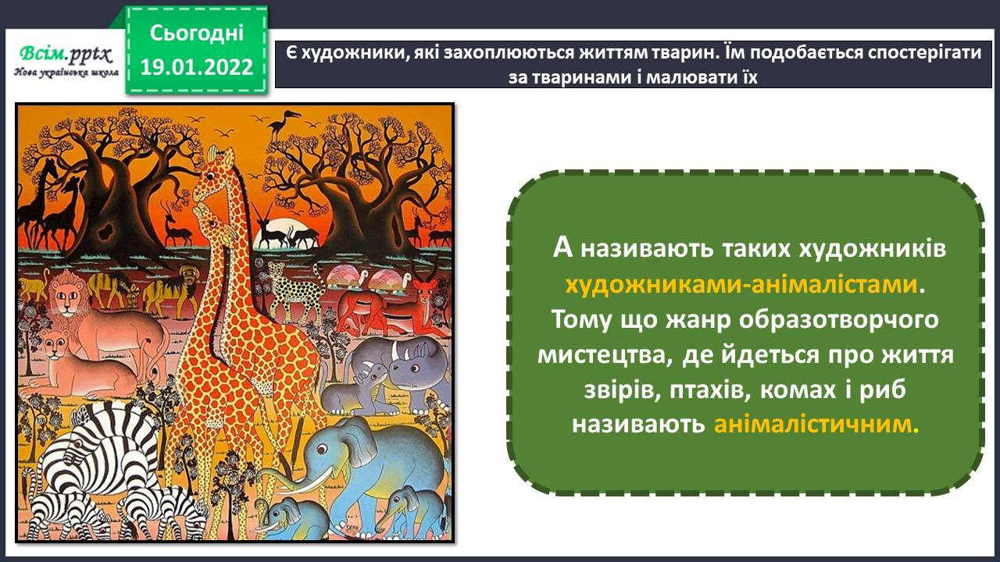 Сьогодні
19.01.2022
Всім.pptx
Нова українська школа
Є художники, які захоплюються життям тварин. Їм подобається спостерігати
за тваринами і малювати їх
А називають таких художників
художниками-анімалістами.
Тому що жанр образотворчого
мистецтва, де йдеться про життя
звірів, птахів, комах і риб
називають анімалістичним.
SEPH